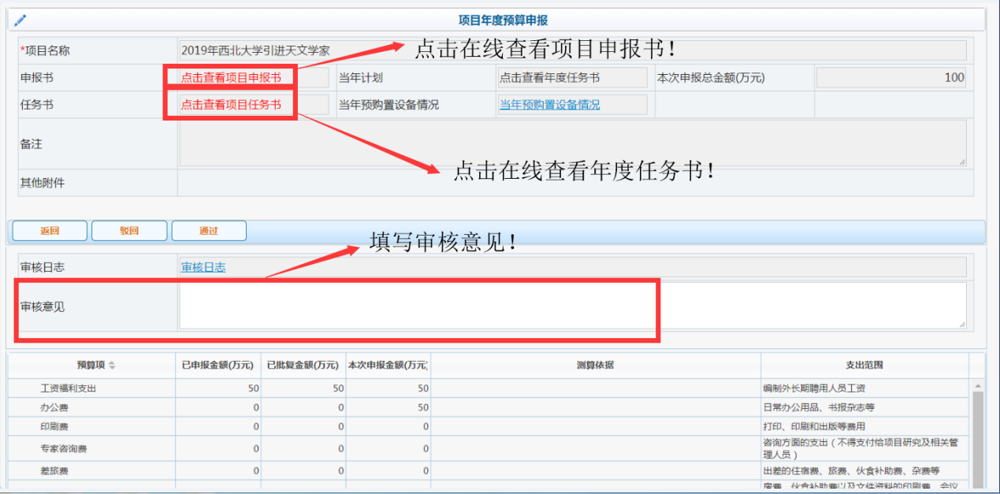 项目年度预算申报
*项目名称 2019年西北大学引进天文学家 点击在线查看项目申报书！
申报书 点击查看项目申报书 当年计划 点击查看年度任务书 本次申报总金额(万元) 100
任务书 点击查看项目任务书 当年预购置设备情况 当年预购置设备情况
备注
点击在线查看年度任务书！
其他附件
返回 驳回 通过
填写审核意见！
审核日志 审核日志
审核意见
预算项 已申报金额(万元) 已批复金额(万元) 本次申报金额(万元) 测算依据 支出范围
工资福利支出 50 50 50 编制外长期聘用人员工资
办公费 0 0 50 日常办公用品、书报杂志等
印刷费 0 0 0 打印、印刷和出版等费用
专家咨询费 0 0 0 咨询方面的支出（不得支付给项目研究及相关管
理人员）
差旅费 0 0 0 出差的住宿费、旅费、伙食补助费、杂费等
房费、伙食补助费以及文件资料的印刷费、会议